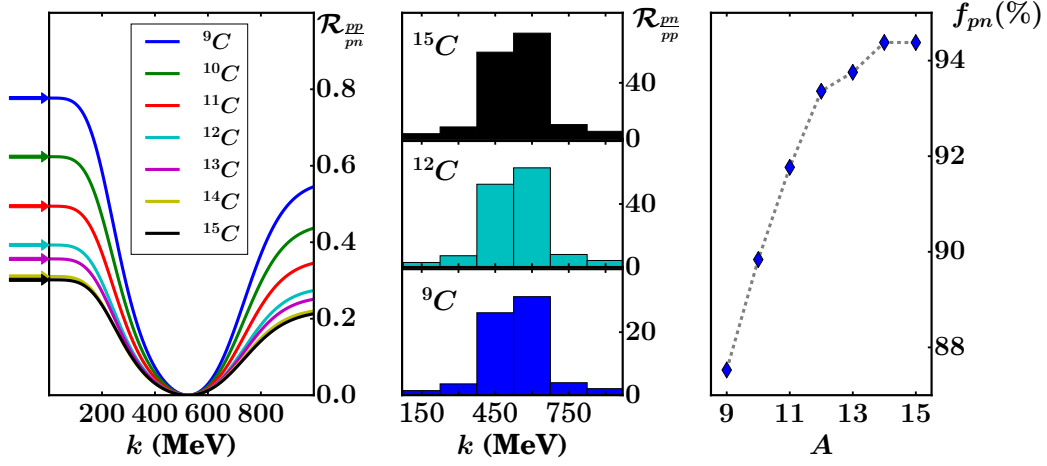 R pp/pn
⁹C
¹⁰C
¹¹C
¹²C
¹³C
¹⁴C
¹⁵C
0.8
0.6
0.4
0.2
0.0
200 400 600 800
k (MeV)
R pn/pp
¹⁵C
40
0
¹²C
40
0
⁹C
20
0
150 450 750
k (MeV)
f_pn(%)
94
92
90
88
9 11 13 15
A